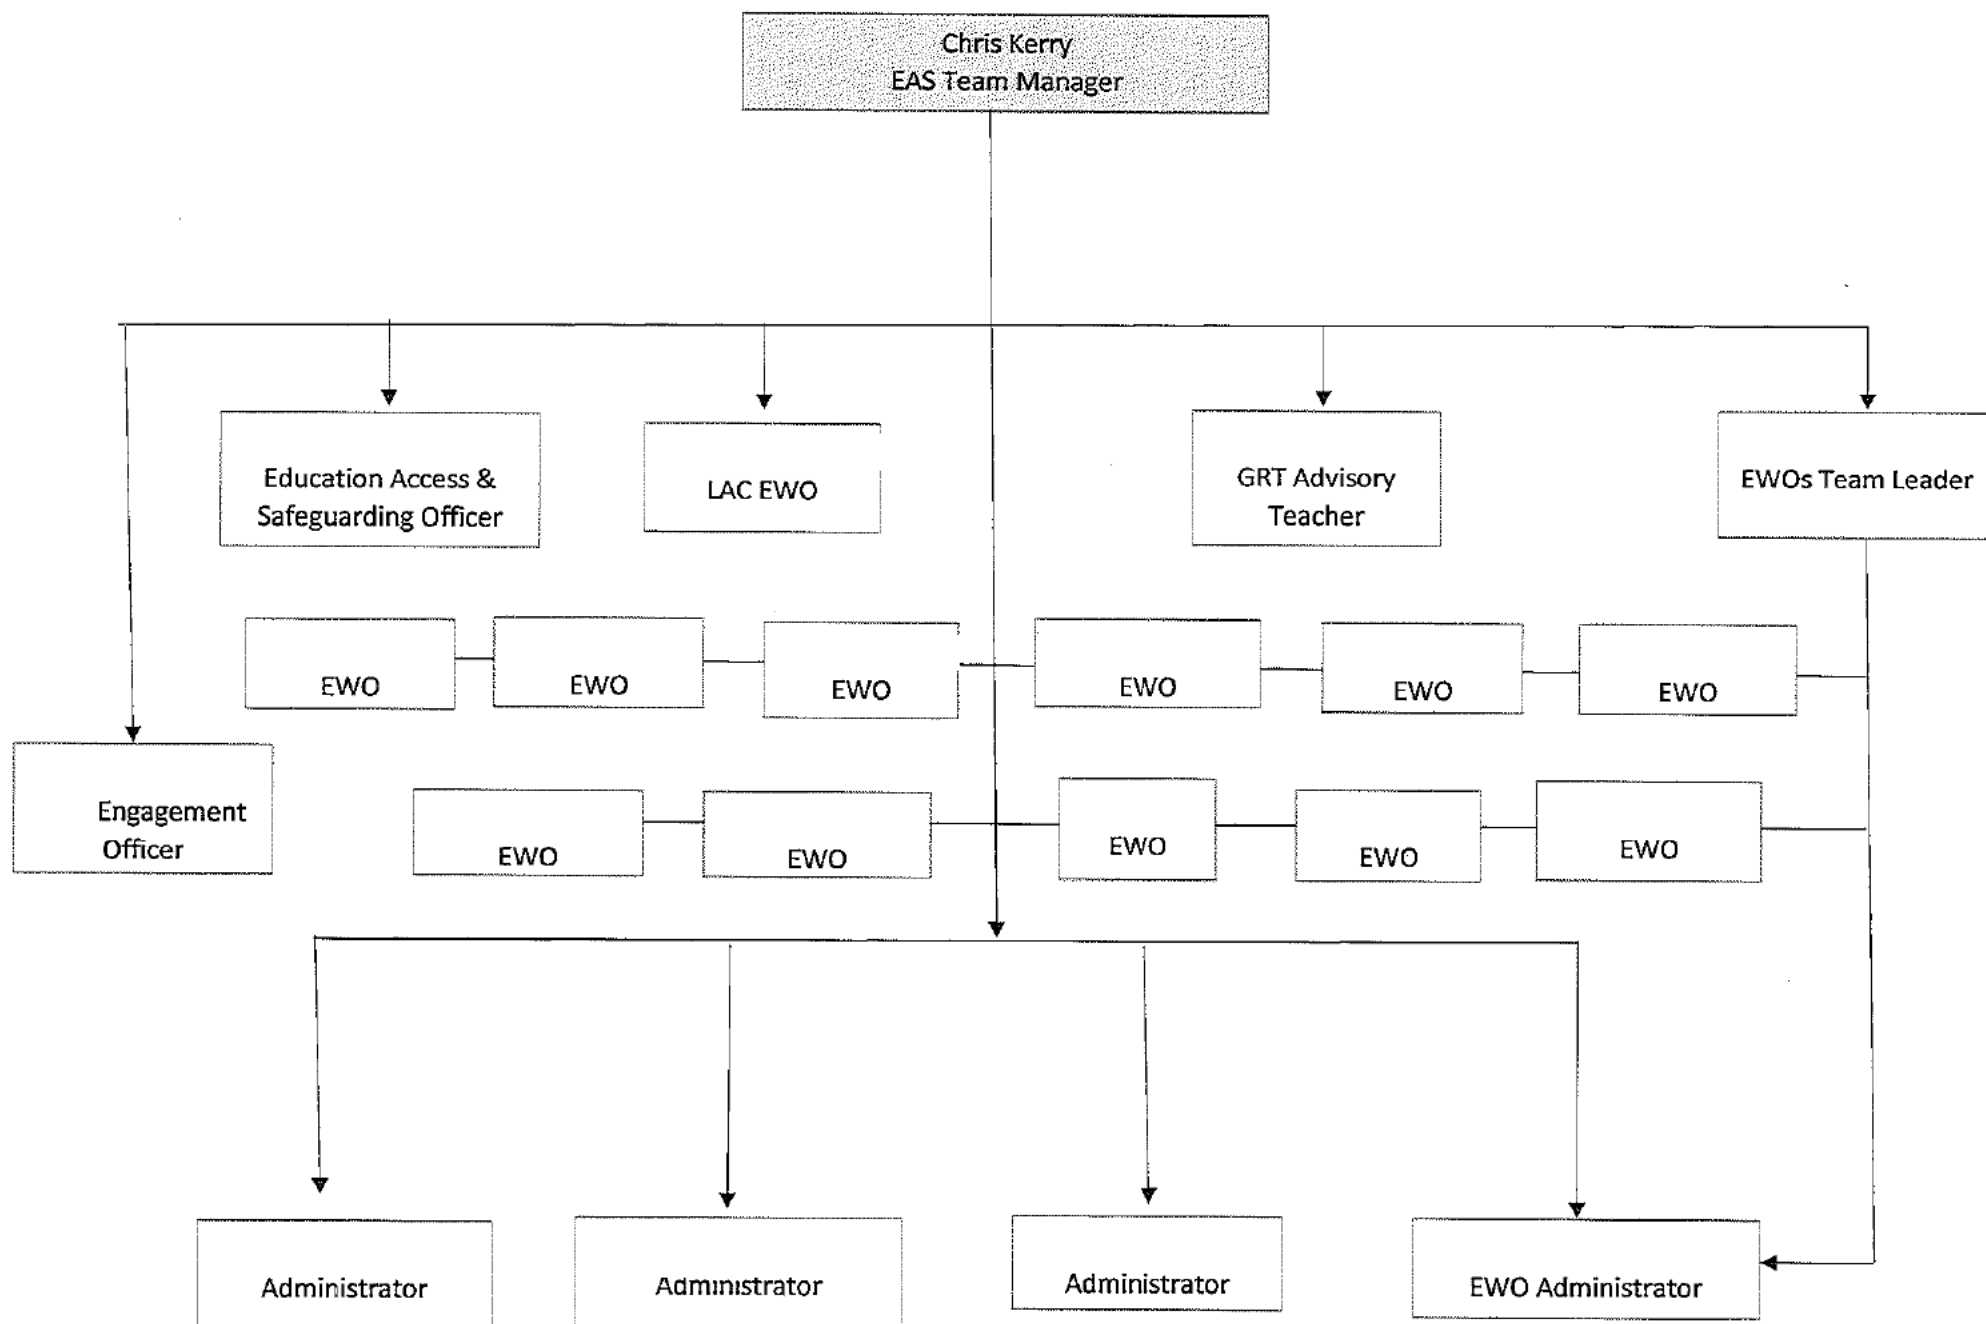 Chris Kerry
EAS Team Manager
Education Access &
Safeguarding Officer
LAC EWO
GRT Advisory
Teacher
EWOs Team Leader
EWO
EWO
EWO
EWO
EWO
EWO
Engagement
Officer
EWO
EWO
EWO
EWO
EWO
Administrator
Administrator
Administrator
EWO Administrator